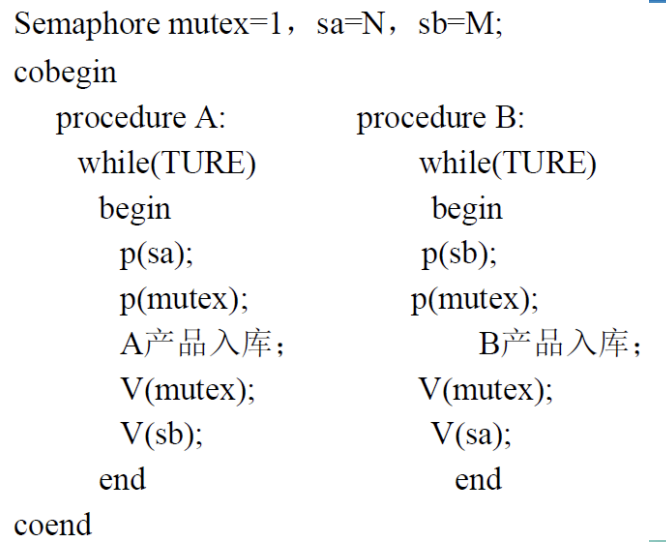 Semaphore mutex=1，sa=N，sb=M;
cobegin
procedure A: procedure B:
while(TURE) while(TURE)
begin begin
p(sa); p(sb);
p(mutex); p(mutex);
A产品入库； B产品入库；
V(mutex); V(mutex);
V(sb); V(sa);
end end
coend